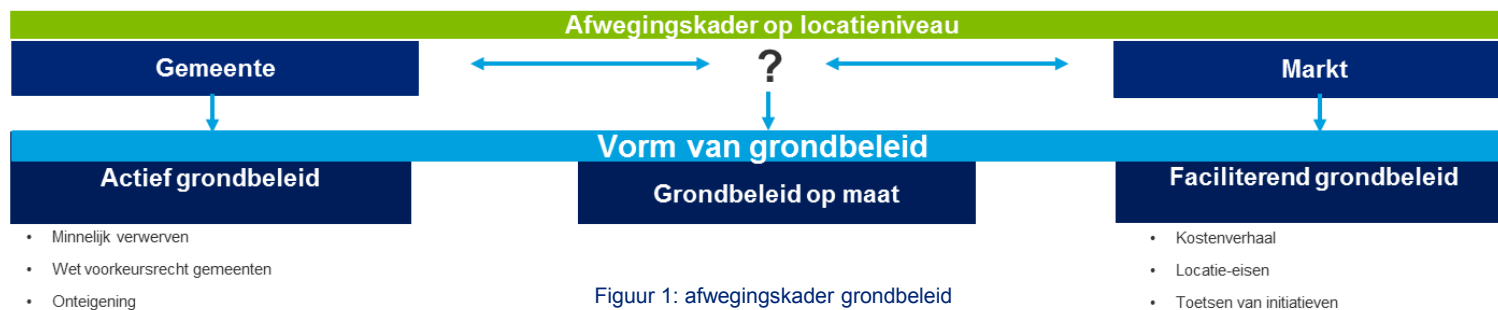 Afwegingskader op locatieniveau
Gemeente
?
Markt
Vorm van grondbeleid
Actief grondbeleid
Grondbeleid op maat
Faciliterend grondbeleid
• Minnelijk verwerven
• Wet voorkeursrecht gemeenten
• Onteigening
Figuur 1: afwegingskader grondbeleid
• Kostenverhaal
• Locatie-eisen
• Toetsen van initiatieven